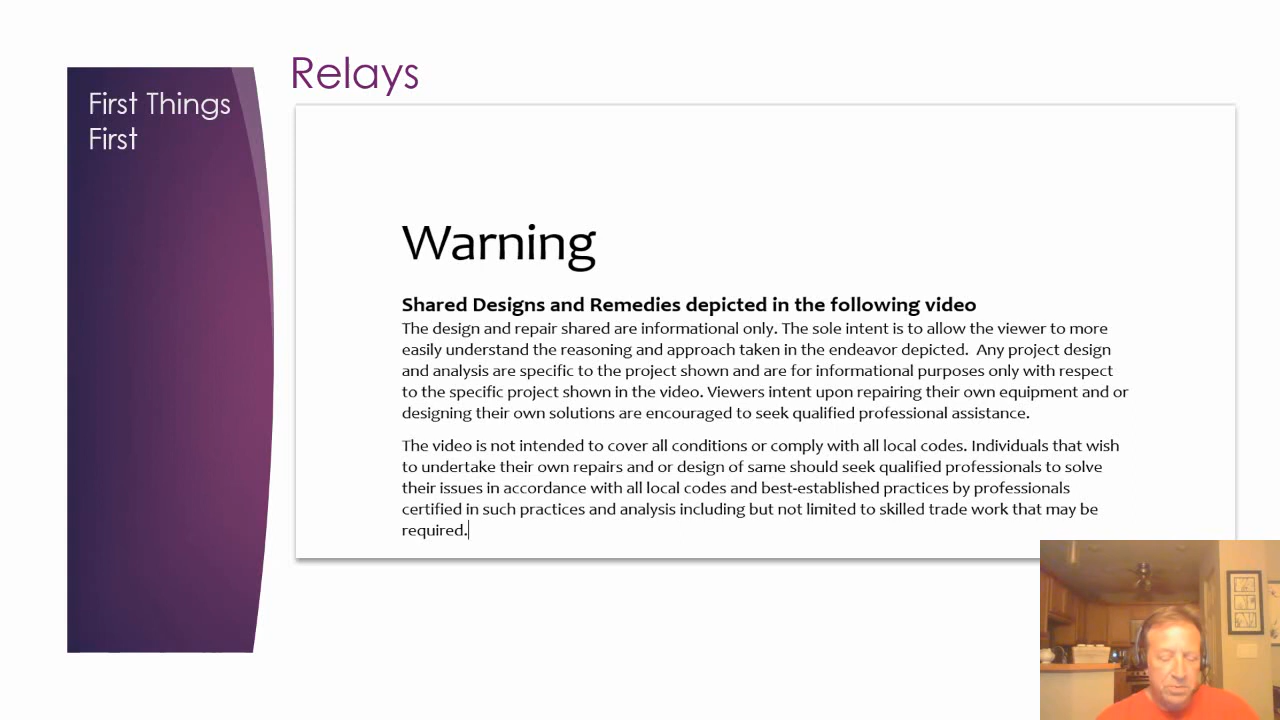 First Things
First
Relays
Warning
Shared Designs and Remedies depicted in the following video
The design and repair shared are informational only. The sole intent is to allow the viewer to more
easily understand the reasoning and approach taken in the endeavor depicted.  Any project design
and analysis are specific to the project shown and are for informational purposes only with respect
to the specific project shown in the video. Viewers intent upon repairing their own equipment and or
designing their own solutions are encouraged to seek qualified professional assistance.
The video is not intended to cover all conditions or comply with all local codes. Individuals that wish
to undertake their own repairs and or design of same should seek qualified professionals to solve
their issues in accordance with all local codes and best-established practices by professionals
certified in such practices and analysis including but not limited to skilled trade work that may be
required.